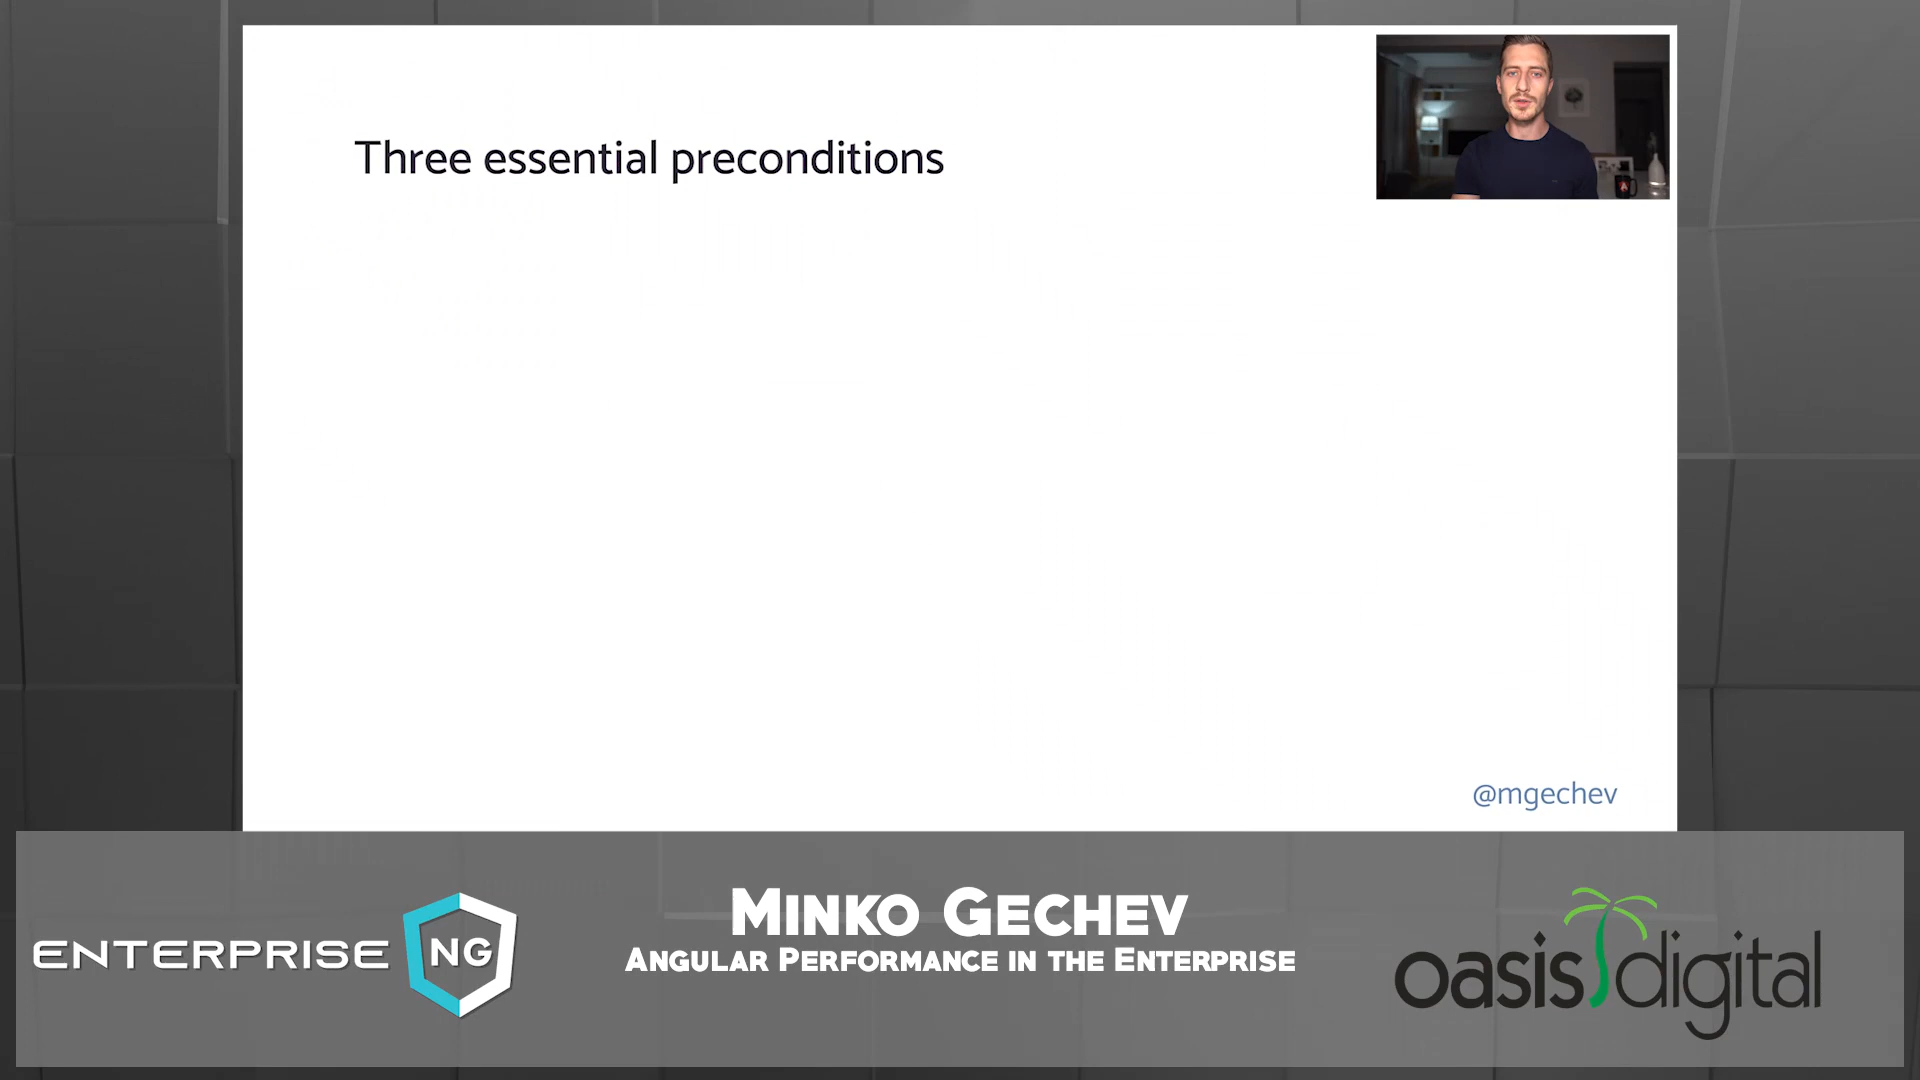 Three essential preconditions
@mgechev
ENTERPRISE NG
MINKO GECHEV
ANGULAR PERFORMANCE IN THE ENTERPRISE
oasis digital